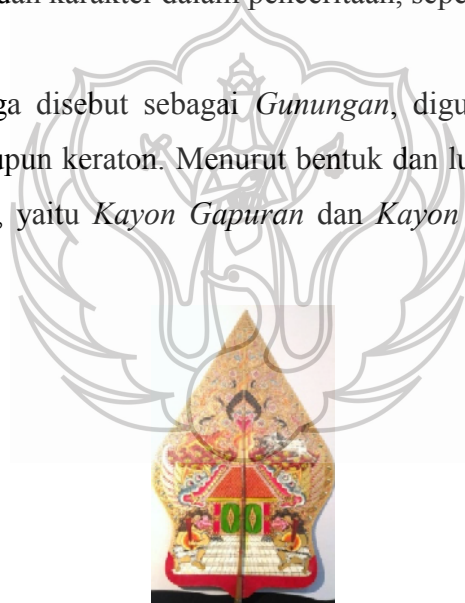 dan karakter dalam penceritaan, sepe
ga disebut sebagai Gunungan, digu
upun keraton. Menurut bentuk dan lu
, yaitu Kayon Gapuran dan Kayon